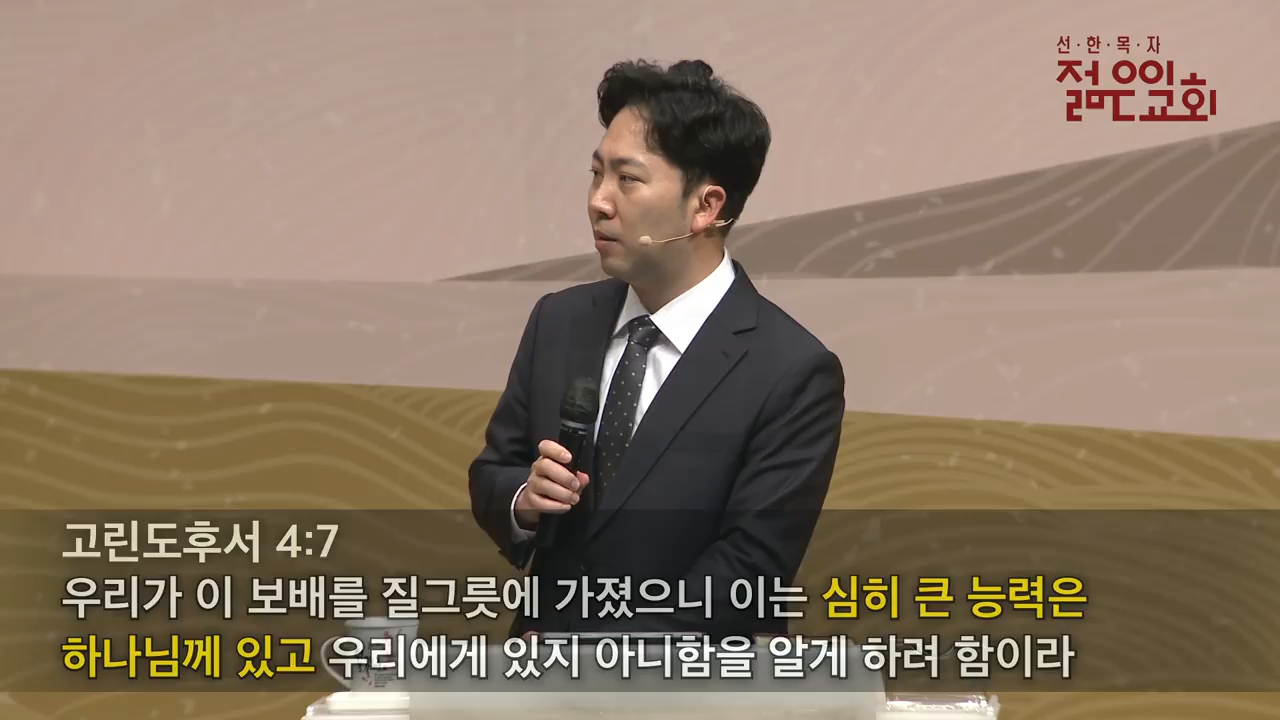 선·한·목·자
젊은이교회
고린도후서 4:7
우리가 이 보배를 질그릇에 가졌으니 이는 심히 큰 능력은
하나님께 있고 우리에게 있지 아니함을 알게 하려 함이라